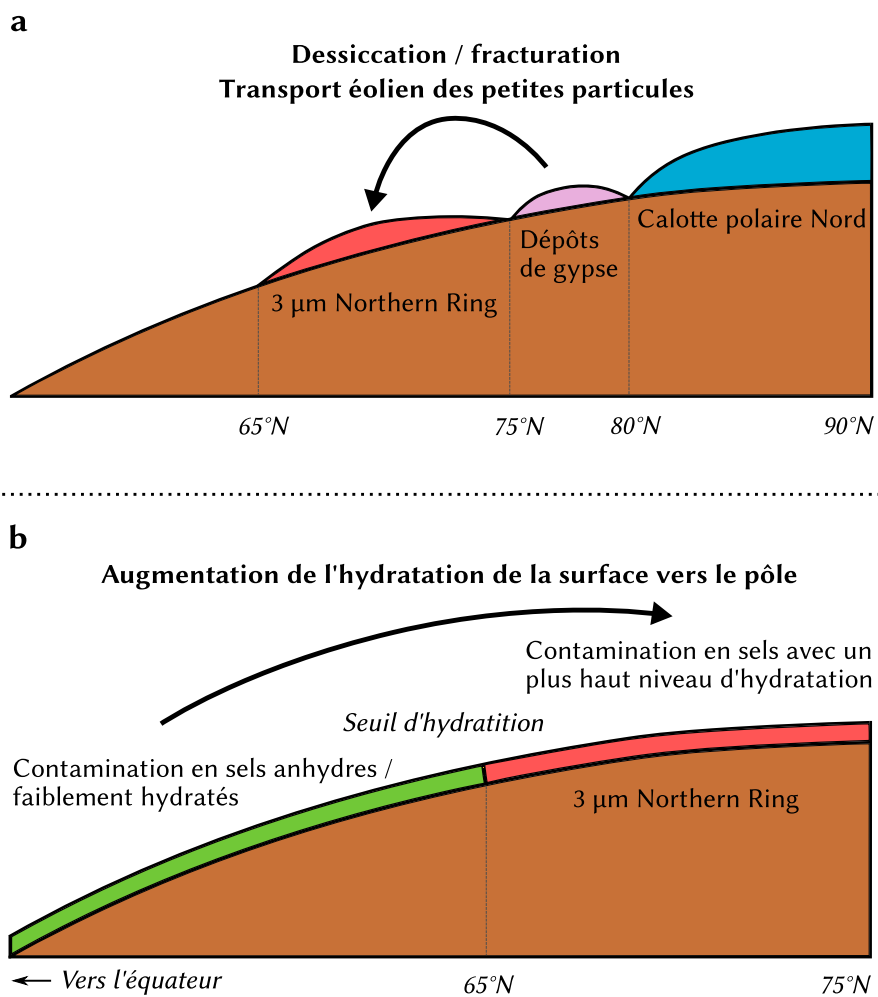 a
Dessiccation / fracturation
Transport éolien des petites particules
Calotte polaire Nord
Dépôts
de gypse
3 μm Northern Ring
65°N
75°N
80°N
90°N
b
Augmentation de l'hydratation de la surface vers le pôle
Contamination en sels avec un
plus haut niveau d'hydratation
Seuil d'hydratition
Contamination en sels anhydres /
faiblement hydratés
3 μm Northern Ring
Vers l'équateur
65°N
75°N